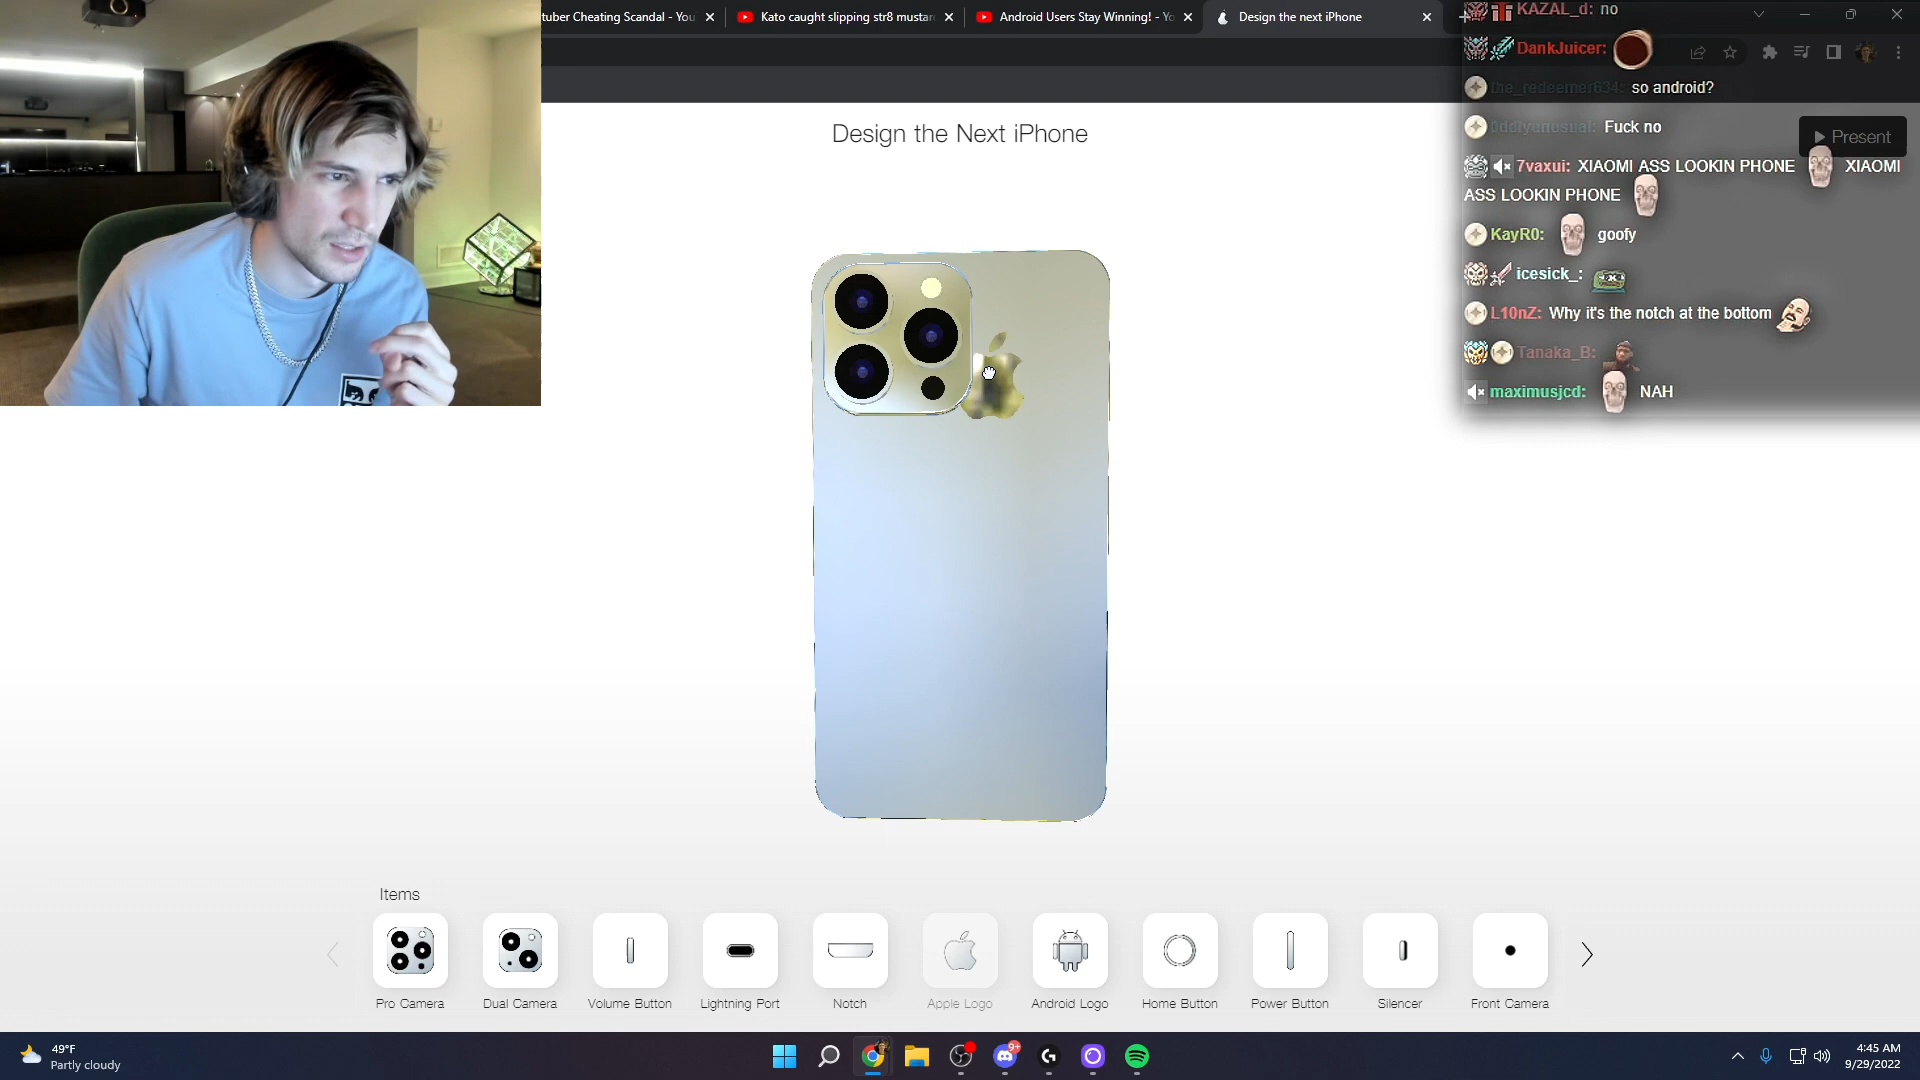 tuber Cheating Scandal - You
Kato caught slipping str8 mustar
Android Users Stay Winning! - Yo
Design the next iPhone
KAZAL_d: no
DankJuicer:
the_redeemer634: so android?
Fuck no
Present
7vaxui: XIAOMI ASS LOOKIN PHONE XIAOMI
ASS LOOKIN PHONE
KayR0: goofy
icesick_:
L10nZ: Why it's the notch at the bottom
Tanaka_B:
maximusjcd: NAH
Design the Next iPhone
Items
Pro Camera
Dual Camera
Volume Button
Lightning Port
Notch
Apple Logo
Android Logo
Home Button
Power Button
Silencer
Front Camera
49°F
Partly cloudy
9+
4:45 AM
9/29/2022